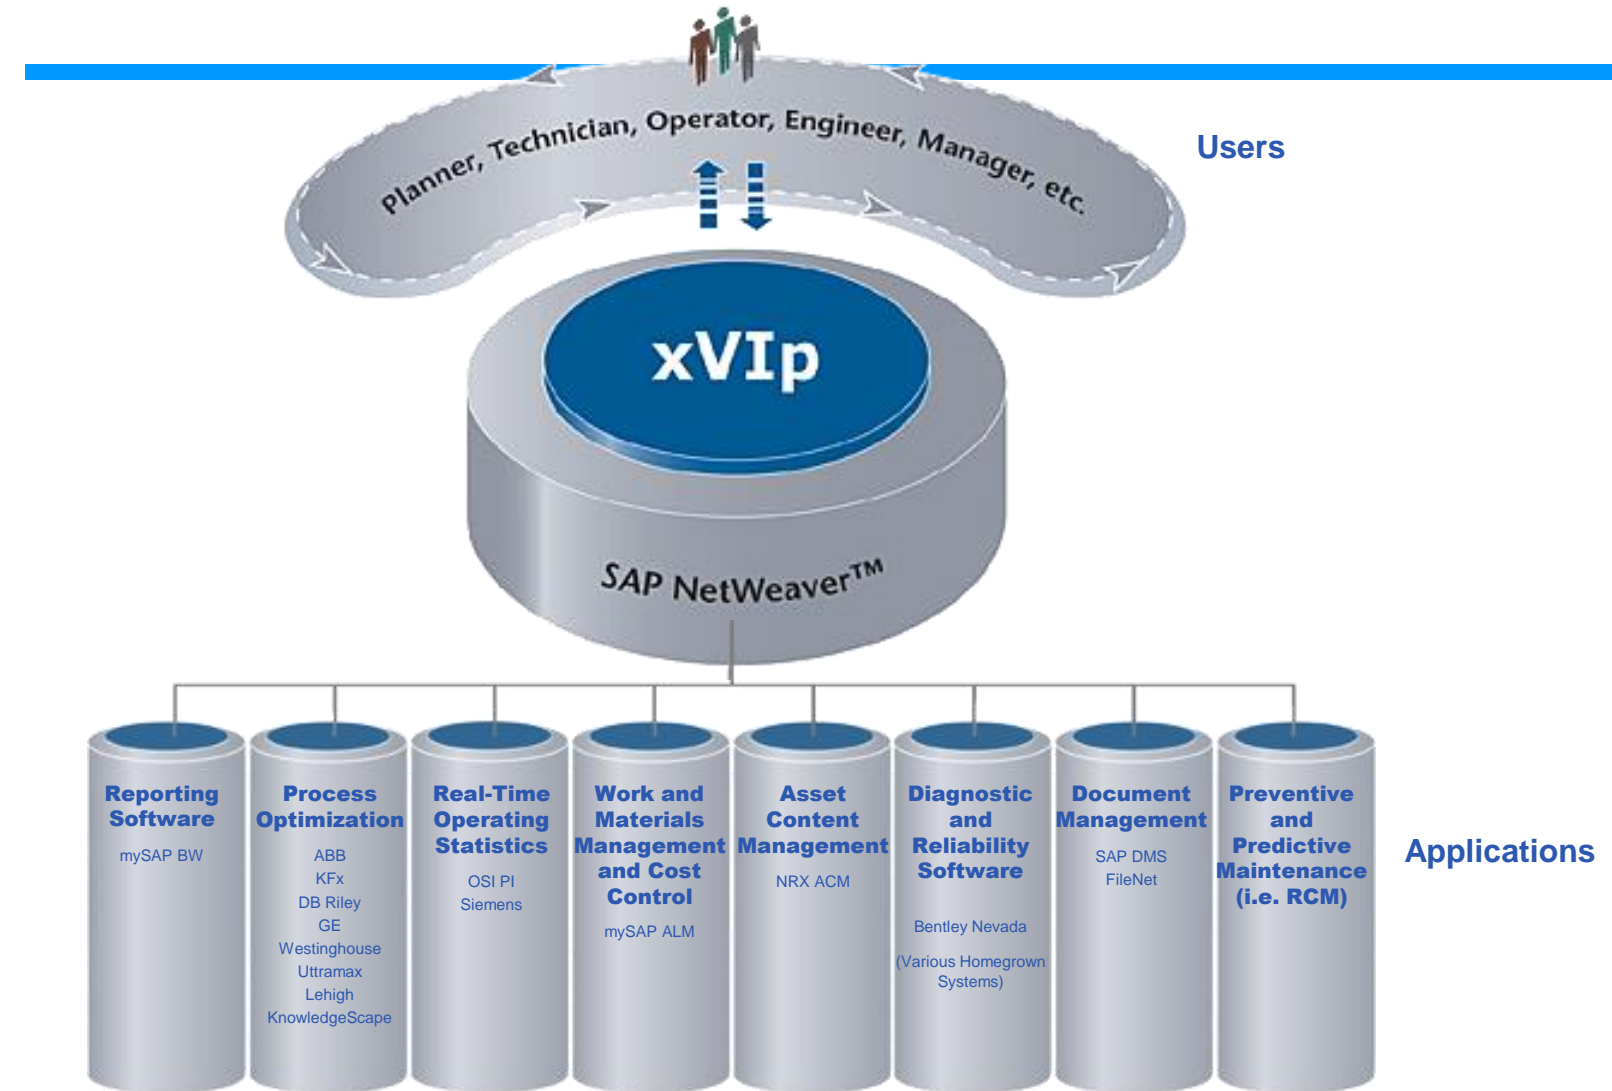 Planner, Technician, Operator, Engineer, Manager, etc.
Users
xVIp
SAP NetWeaver™
Reporting
Software
mySAP BW
Process
Optimization
ABB
KFx
DB Riley
GE
Westinghouse
Uttramax
Lehigh
KnowledgeScape
Real-Time
Operating
Statistics
OSI PI
Siemens
Work and
Materials
Management
and Cost
Control
mySAP ALM
Asset
Content
Management
NRX ACM
Diagnostic
and
Reliability
Software
Bentley Nevada
(Various Homegrown
Systems)
Document
Management
SAP DMS
FileNet
Preventive
and
Predictive
Maintenance
(i.e. RCM)
Applications